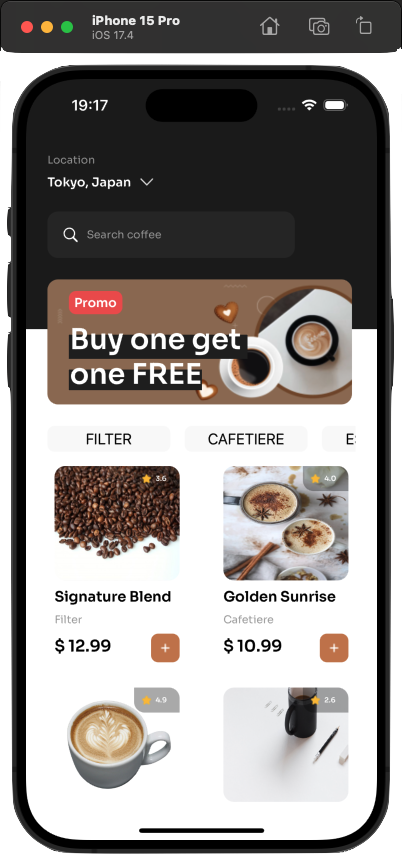 iPhone 15 Pro
iOS 17.4
19:17
Location
Tokyo, Japan
Search coffee
Promo
Buy one get
one FREE
FILTER
CAFETIERE
E
3.6
4.0
Signature Blend
Golden Sunrise
Filter
Cafetiere
$ 12.99
+
$ 10.99
+
4.9
2.6